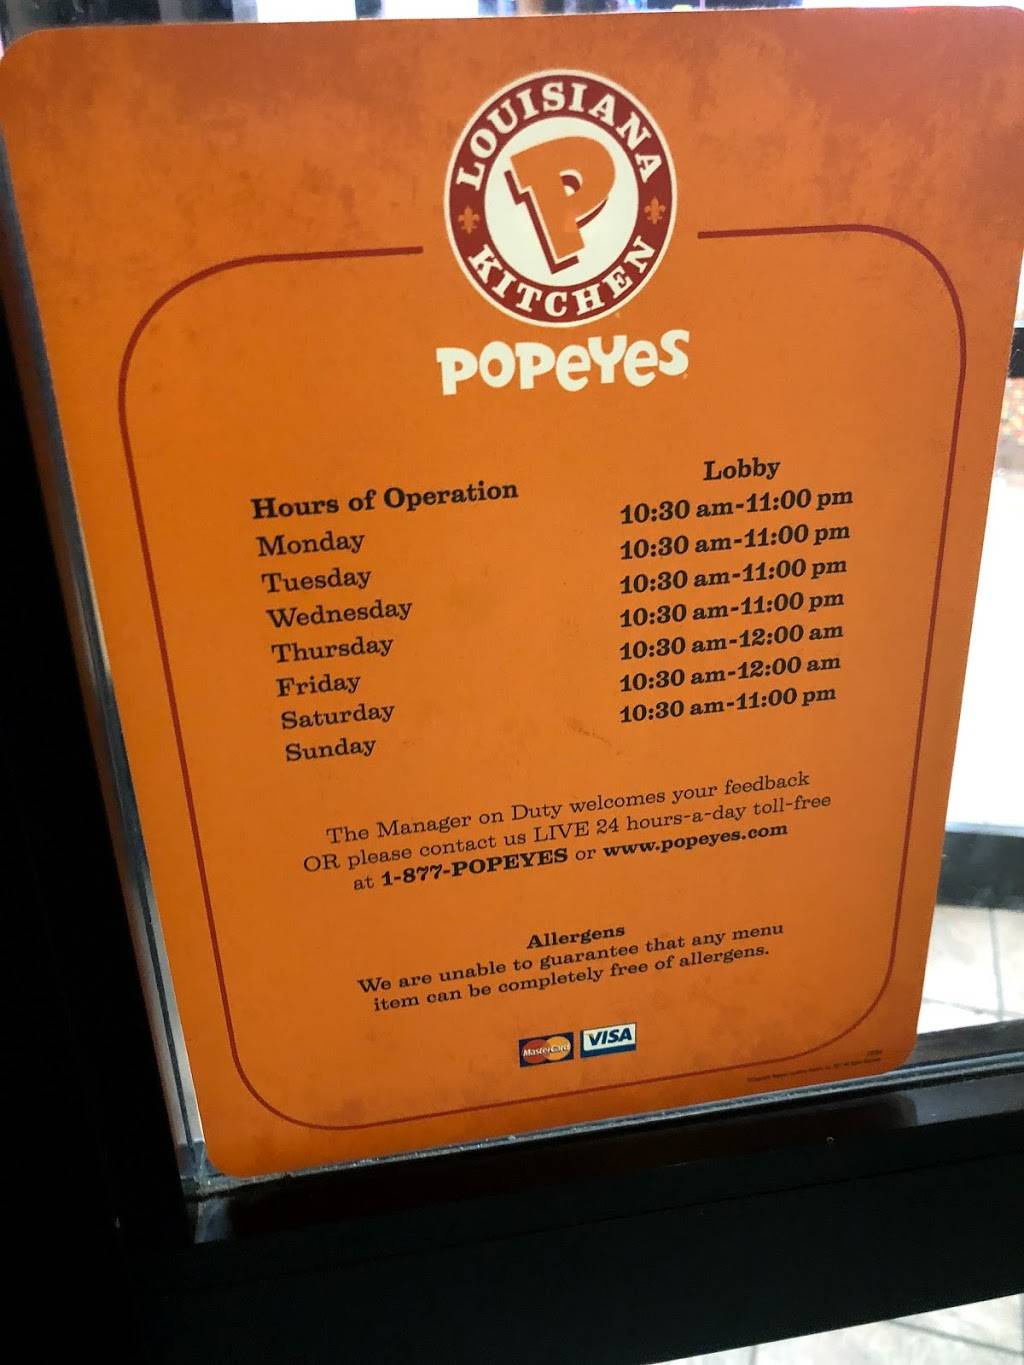 LOUISIANA
P
KITCHEN
POPEYES
Lobby
Hours of Operation
Monday 10:30 am-11:00 pm
Tuesday 10:30 am-11:00 pm
Wednesday 10:30 am-11:00 pm
Thursday 10:30 am-11:00 pm
Friday 10:30 am-12:00 am
Saturday 10:30 am-12:00 am
Sunday 10:30 am-11:00 pm
The Manager on Duty welcomes your feedback
OR please contact us LIVE 24 hours-a-day toll-free
at 1-877-POPEYES or www.popeyes.com
Allergens
We are unable to guarantee that any menu
item can be completely free of allergens.
MasterCard VISA